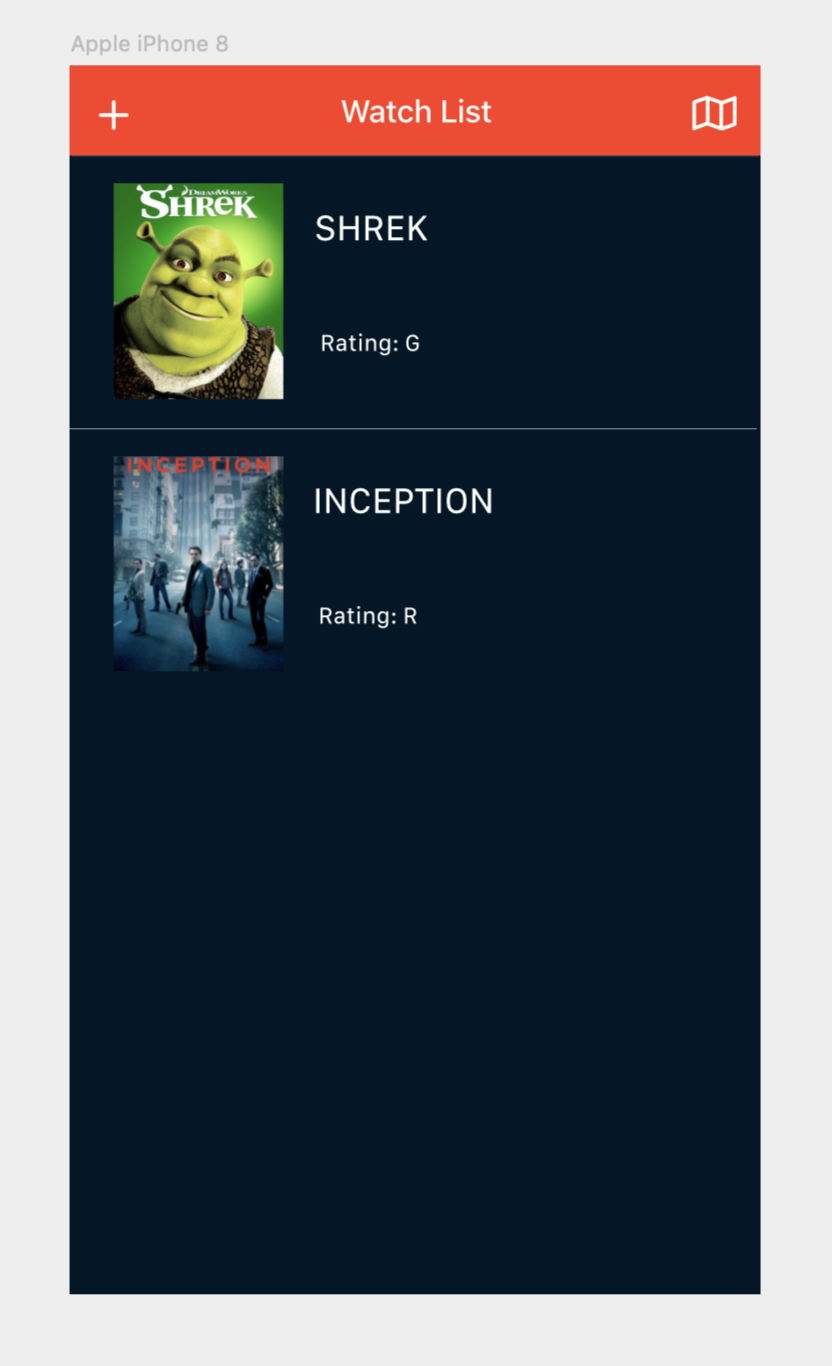 Apple iPhone 8
Watch List
DREAMWORKS
SHREK
SHREK
Rating: G
INCEPTION
INCEPTION
Rating: R